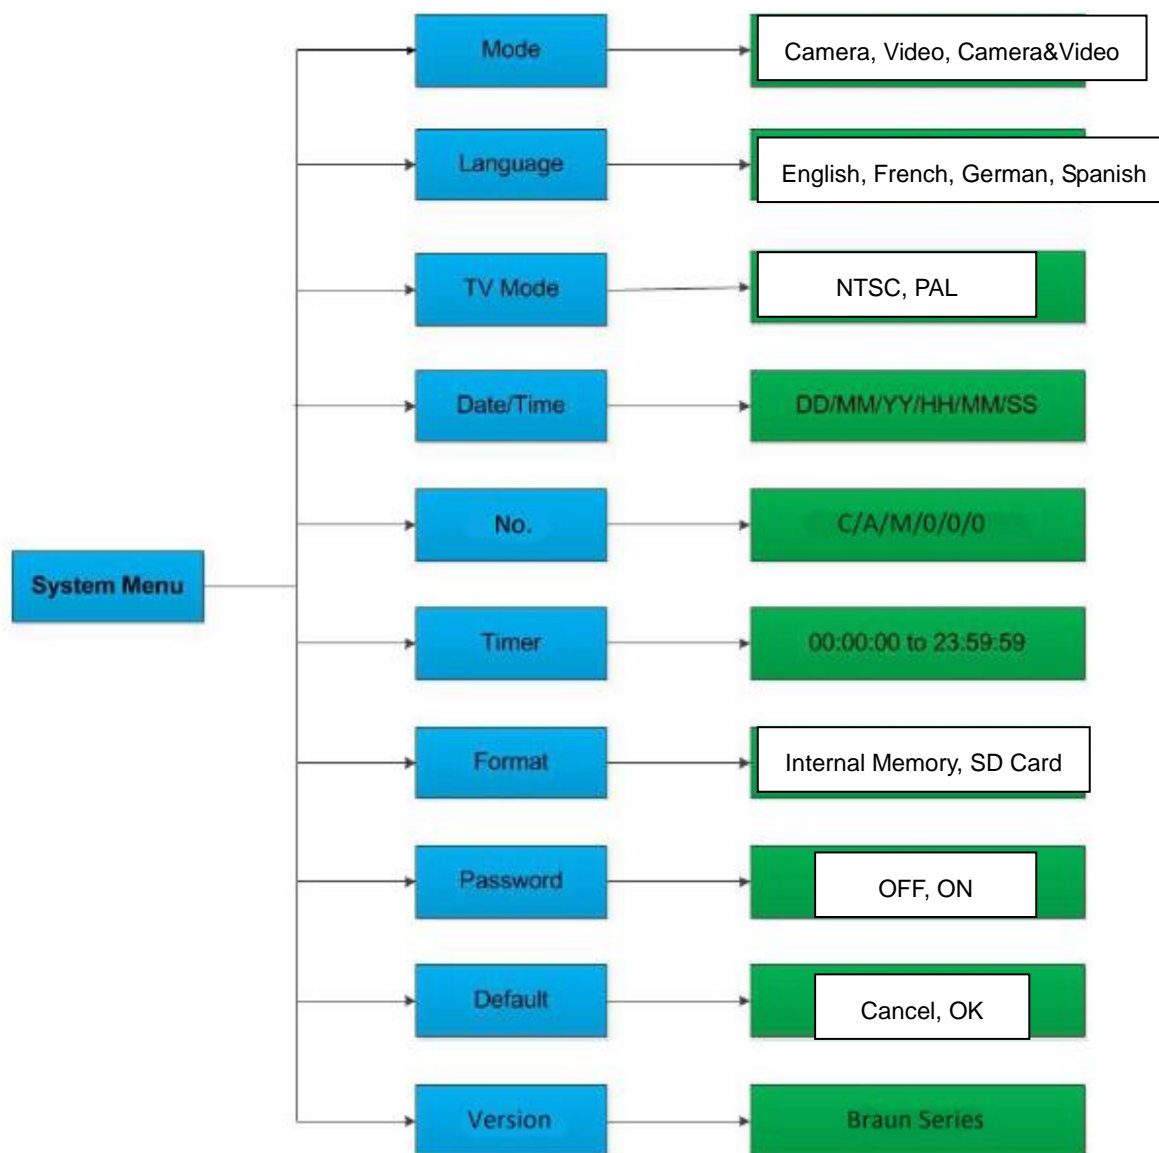 Mode
Camera, Video, Camera&Video
Language
English, French, German, Spanish
TV Mode
NTSC, PAL
Date/Time
DD/MM/YY/HH/MM/SS
No.
C/A/M/0/0/0
System Menu
Timer
00:00:00 to 23:59:59
Format
Internal Memory, SD Card
Password
OFF, ON
Default
Cancel, OK
Version
Braun Series